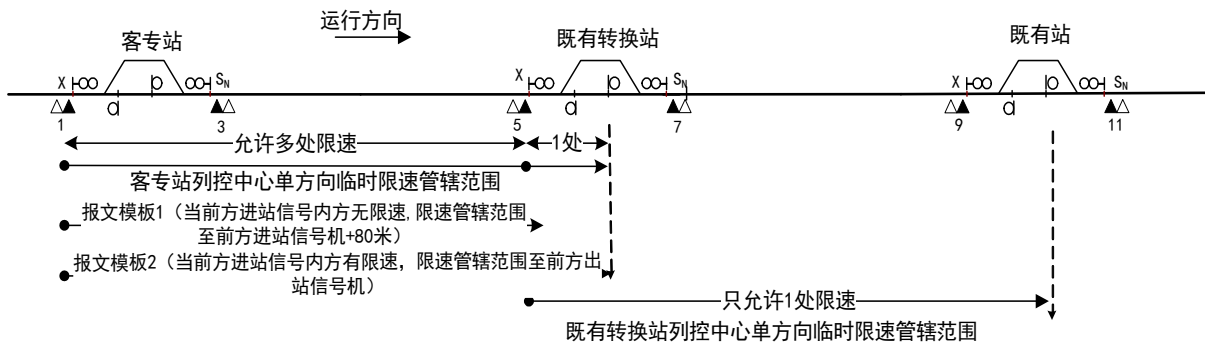 运行方向
客专站
既有转换站
既有站
X
S_N
X
S_N
X
S_N
1
3
5
7
9
11
允许多处限速
1处
客专站列控中心单方向临时限速管辖范围
报文模板1（当前方进站信号内方无限速,限速管辖范围
至前方进站信号机+80米）
报文模板2（当前方进站信号内方有限速，限速管辖范围至前方出
站信号机）
只允许1处限速
既有转换站列控中心单方向临时限速管辖范围